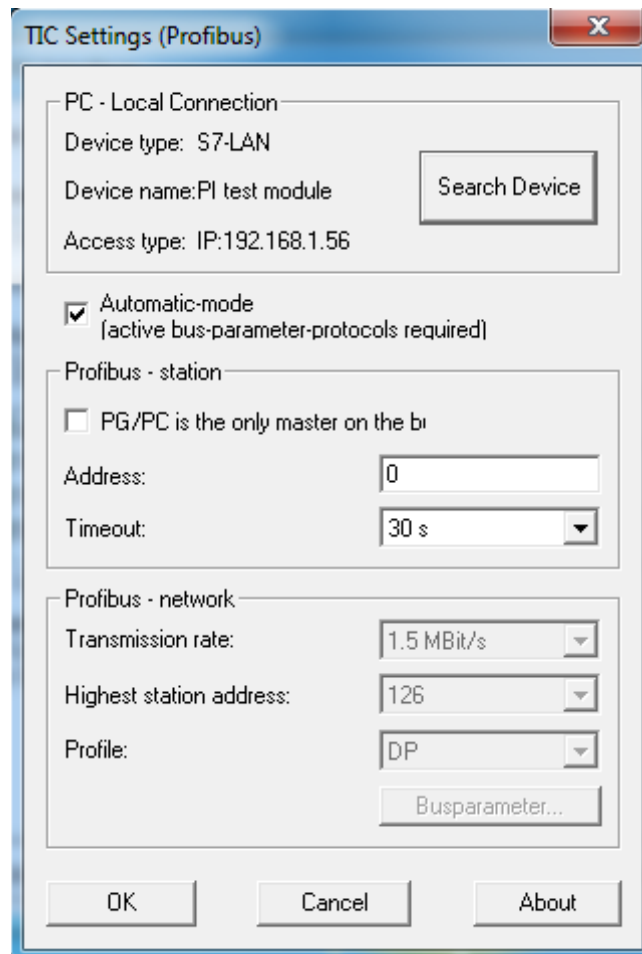 TIC Settings (Profibus)
PC - Local Connection
Device type: S7-LAN
Device name:PI test module
Search Device
Access type: IP:192.168.1.56
Automatic-mode
(active bus-parameter-protocols required)
Profibus - station
PG/PC is the only master on the
Address: 0
Timeout: 30 s
Profibus - network
Transmission rate: 1.5 MBit/s
Highest station address: 126
Profile: DP
Busparameter...
OK Cancel About